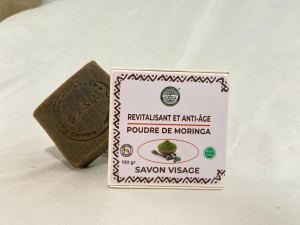 REVITALISANT ET ANTI-ÂGE
POUDRE DE MORINGA
100 gr
SAVON VISAGE